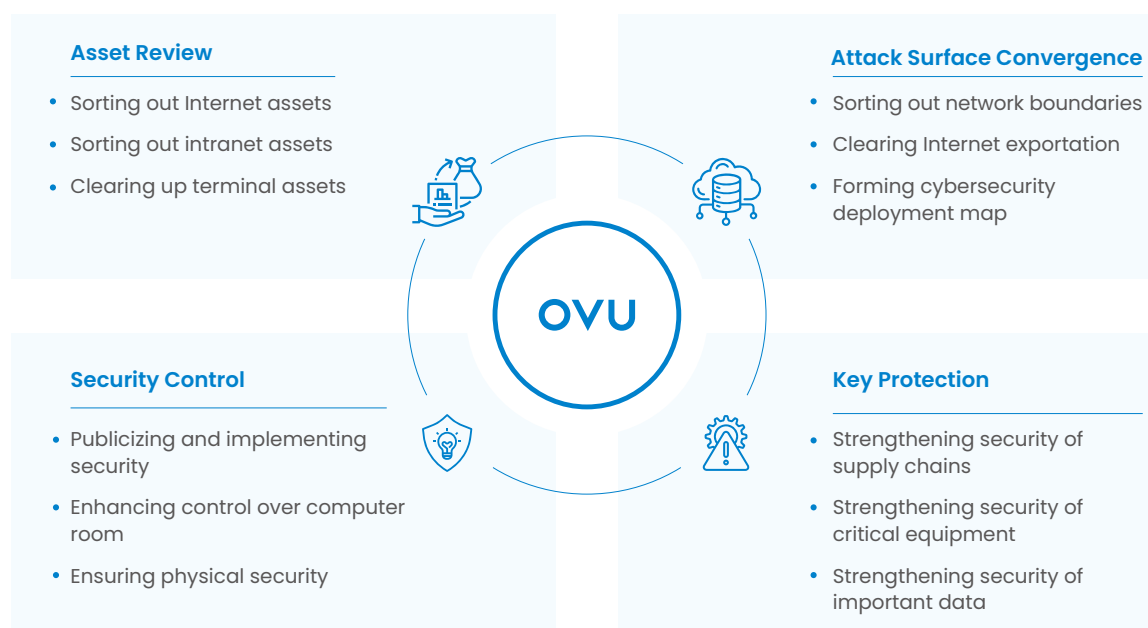 Asset Review
• Sorting out Internet assets
• Sorting out intranet assets
• Clearing up terminal assets
Attack Surface Convergence
• Sorting out network boundaries
• Clearing Internet exportation
• Forming cybersecurity
deployment map
OVU
Security Control
• Publicizing and implementing
security
• Enhancing control over computer
room
• Ensuring physical security
Key Protection
• Strengthening security of
supply chains
• Strengthening security of
critical equipment
• Strengthening security of
important data